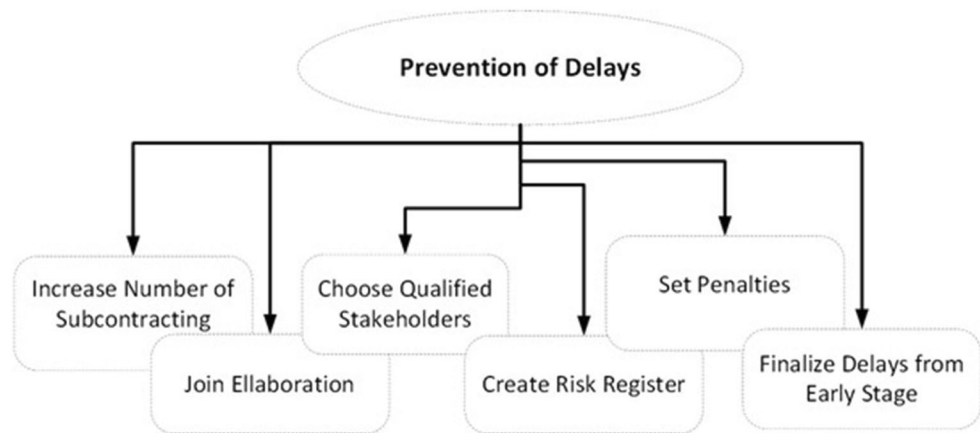 Prevention of Delays
Increase Number of
Subcontracting
Join Ellaboration
Choose Qualified
Stakeholders
Create Risk Register
Set Penalties
Finalize Delays from
Early Stage